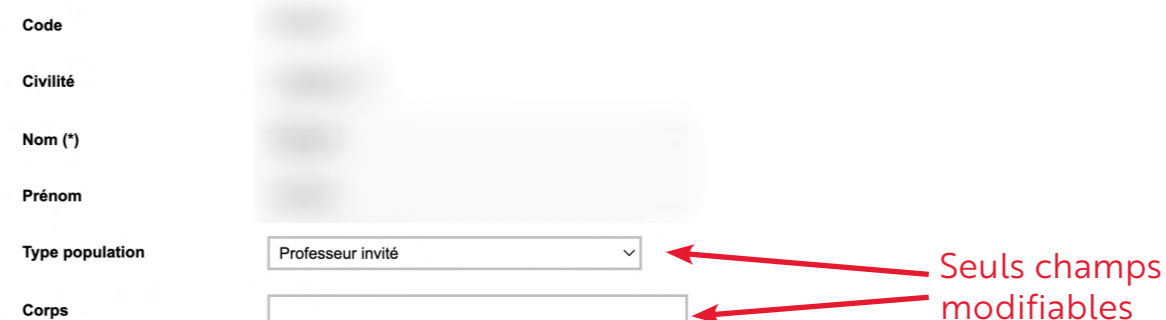 Code
Civilité
Nom (*)
Prénom
Type population
Professeur invité
Seuls champs
modifiables
Corps